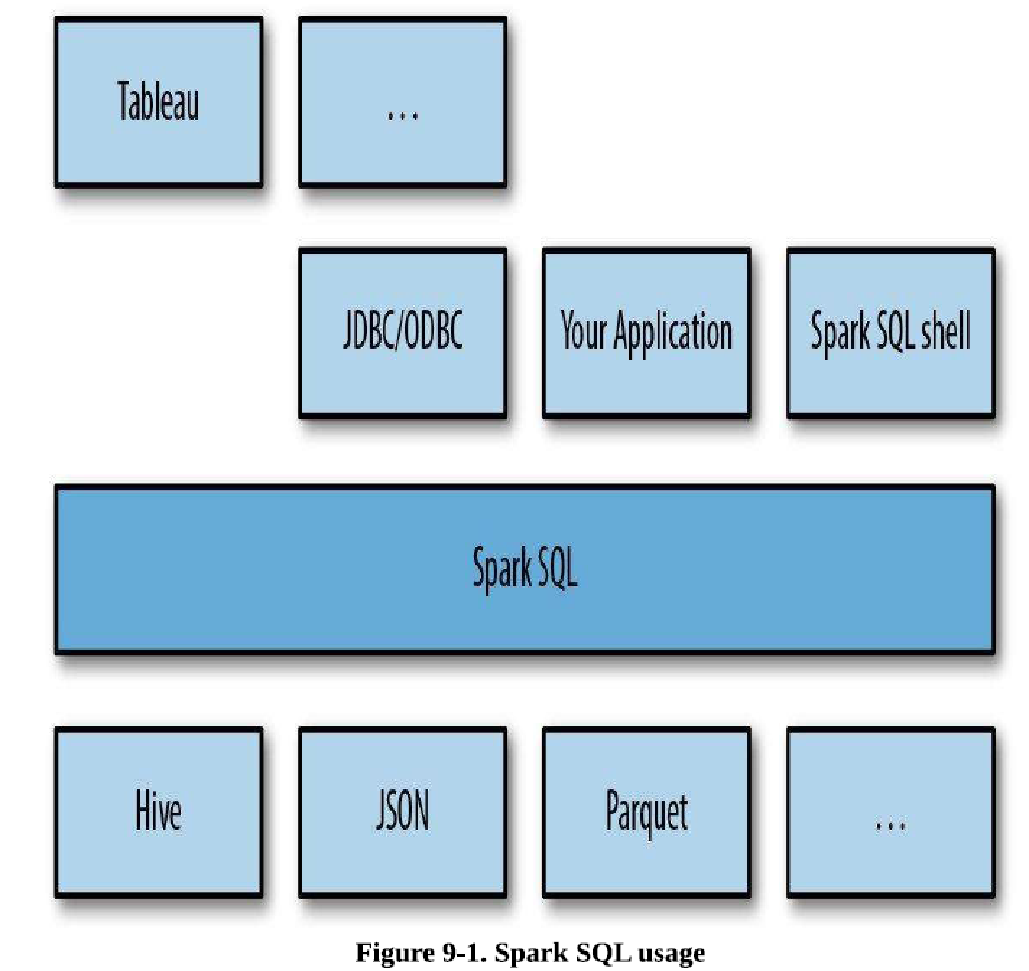 Tableau
...
JDBC/ODBC
Your Application
Spark SQL shell
Spark SQL
Hive
JSON
Parquet
...
Figure 9-1. Spark SQL usage